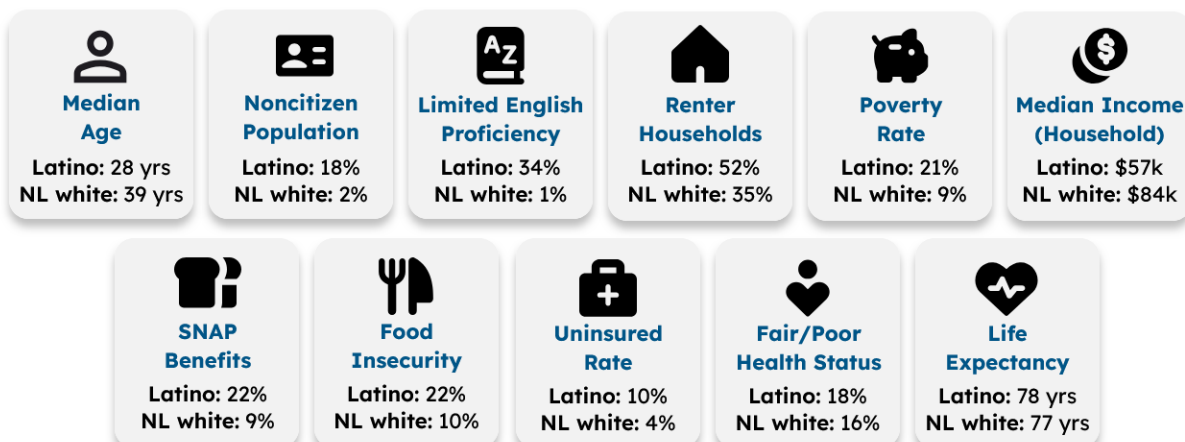 Median
Age
Latino: 28 yrs
NL white: 39 yrs
Noncitizen
Population
Latino: 18%
NL white: 2%
A Z
Limited English
Proficiency
Latino: 34%
NL white: 1%
Renter
Households
Latino: 52%
NL white: 35%
Poverty
Rate
Latino: 21%
NL white: 9%
$
Median Income
(Household)
Latino: $57k
NL white: $84k
SNAP
Benefits
Latino: 22%
NL white: 9%
Food
Insecurity
Latino: 22%
NL white: 10%
Uninsured
Rate
Latino: 10%
NL white: 4%
Fair/Poor
Health Status
Latino: 18%
NL white: 16%
Life
Expectancy
Latino: 78 yrs
NL white: 77 yrs